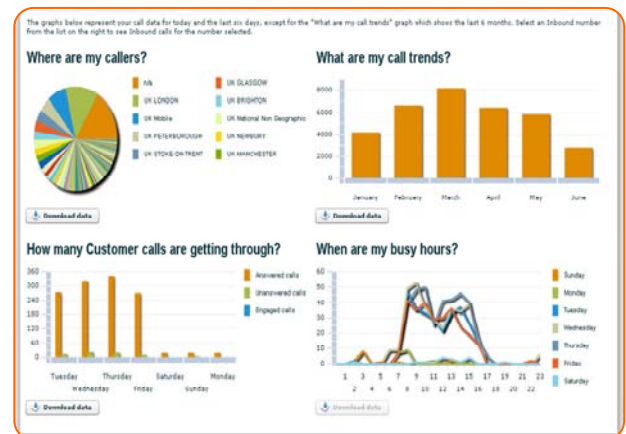 The graphs below represent your call data for today and the last six days, except for the "What are my call trends" graph which shows the last 6 months. Select an Inbound number
from the list on the right to see Inbound calls for the number selected.
Where are my callers?
N/A
UK GLASGOW
UK LONDON
UK BRIGHTON
UK Mobile
UK National Non Geographic
UK PETERBOROUGH
UK NEWBURY
UK STOKE-ON-TRENT
UK MANCHESTER
Download data
What are my call trends?
8000
6000
4000
2000
0
January February March April May June
Download data
How many Customer calls are getting through?
360
300
240
180
120
60
0
Answered calls
Unanswered calls
Engaged calls
Tuesday Thursday Saturday Monday
Wednesday Friday Sunday
Download data
When are my busy hours?
60
50
40
30
20
10
0
Sunday
Monday
Tuesday
Wednesday
Thursday
Friday
Saturday
1 3 5 7 9 11 13 15 17 19 21 23
2 4 6 8 10 12 14 16 18 20 22
Download data